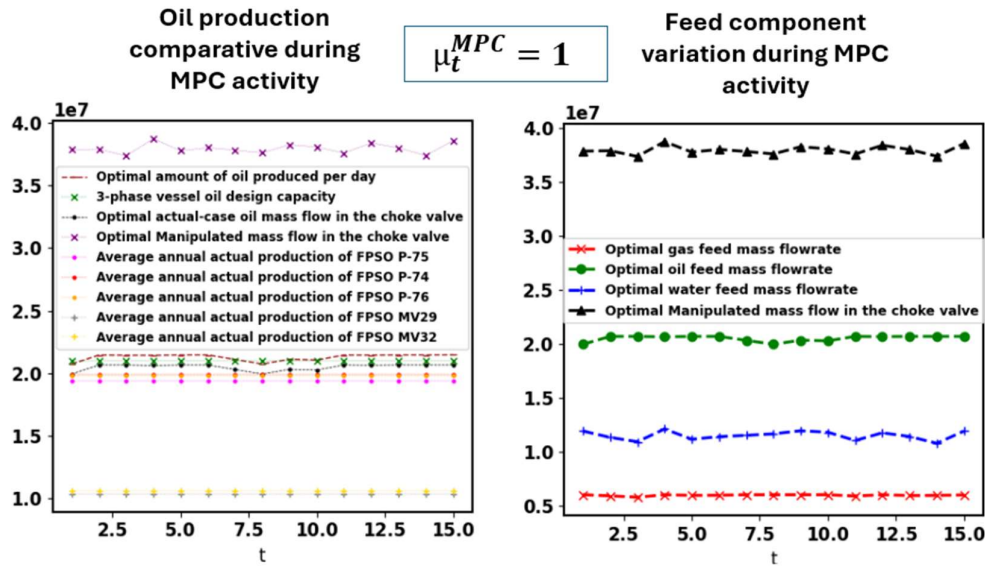 Oil production
comparative during
MPC activity
μ_t^{MPC} = 1
Feed component
variation during MPC
activity
1e7
4.0
3.5
3.0
2.5
2.0
1.5
1.0
Optimal amount of oil produced per day
3-phase vessel oil design capacity
Optimal actual-case oil mass flow in the choke valve
Optimal Manipulated mass flow in the choke valve
Average annual actual production of FPSO P-75
Average annual actual production of FPSO P-74
Average annual actual production of FPSO P-76
Average annual actual production of FPSO MV29
Average annual actual production of FPSO MV32
2.5 5.0 7.5 10.0 12.5 15.0
t
1e7
4.0
3.5
3.0
2.5
2.0
1.5
1.0
0.5
Optimal gas feed mass flowrate
Optimal oil feed mass flowrate
Optimal water feed mass flowrate
Optimal Manipulated mass flow in the choke valve
2.5 5.0 7.5 10.0 12.5 15.0
t